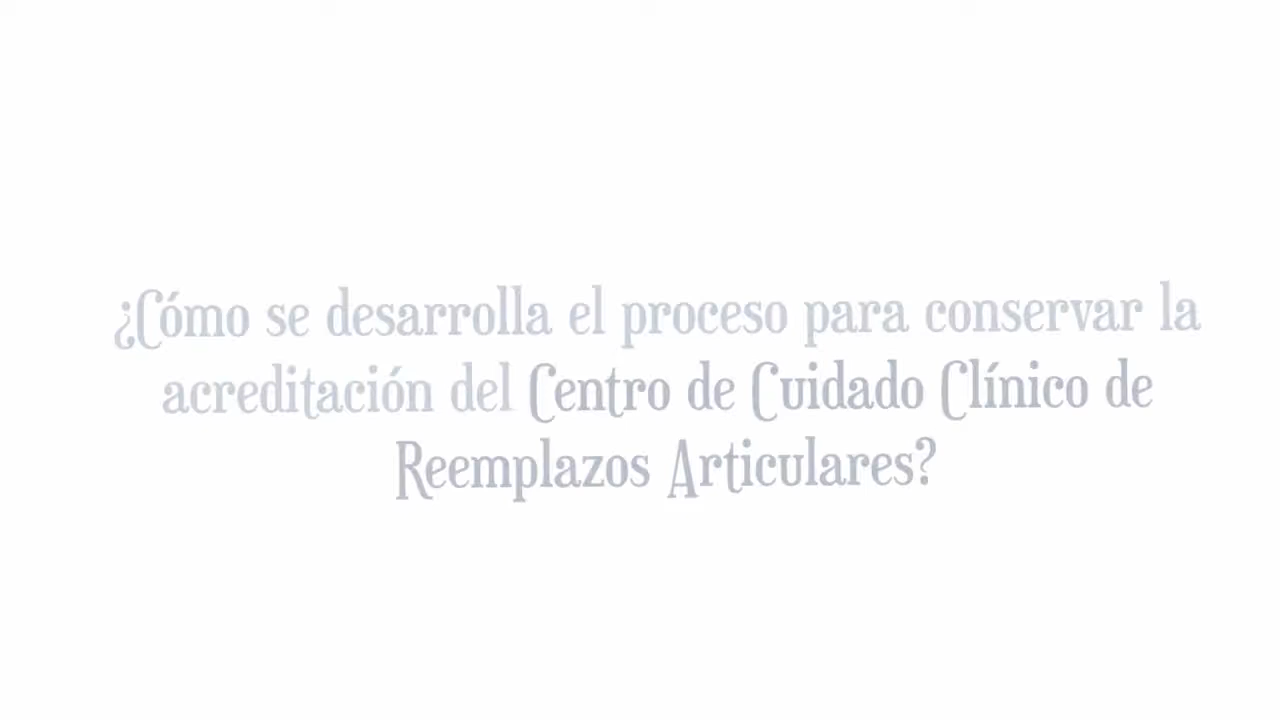 ¿Cómo se desarrolla el proceso para conservar la
acreditación del Centro de Cuidado Clínico de
Reemplazos Articulares?